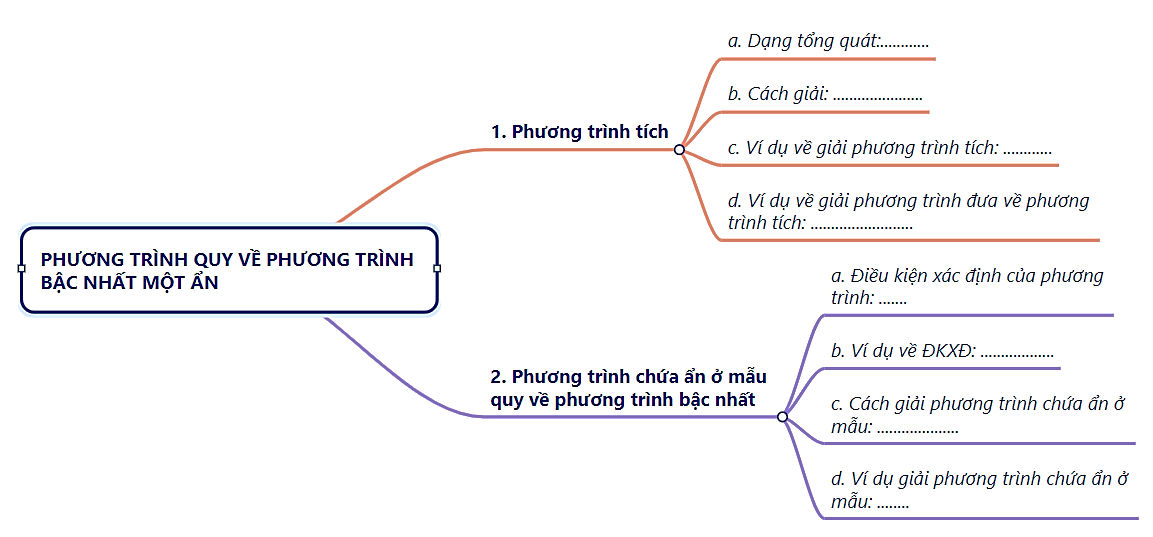 PHƯƠNG TRÌNH QUY VỀ PHƯƠNG TRÌNH
BẬC NHẤT MỘT ẨN
1. Phương trình tích
a. Dạng tổng quát:............
b. Cách giải: ......................
c. Ví dụ về giải phương trình tích: ............
d. Ví dụ về giải phương trình đưa về phương
trình tích: .........................
2. Phương trình chứa ẩn ở mẫu
quy về phương trình bậc nhất
a. Điều kiện xác định của phương
trình: .......
b. Ví dụ về ĐKXĐ: ..................
c. Cách giải phương trình chứa ẩn ở
mẫu: ....................
d. Ví dụ giải phương trình chứa ẩn ở
mẫu: ........